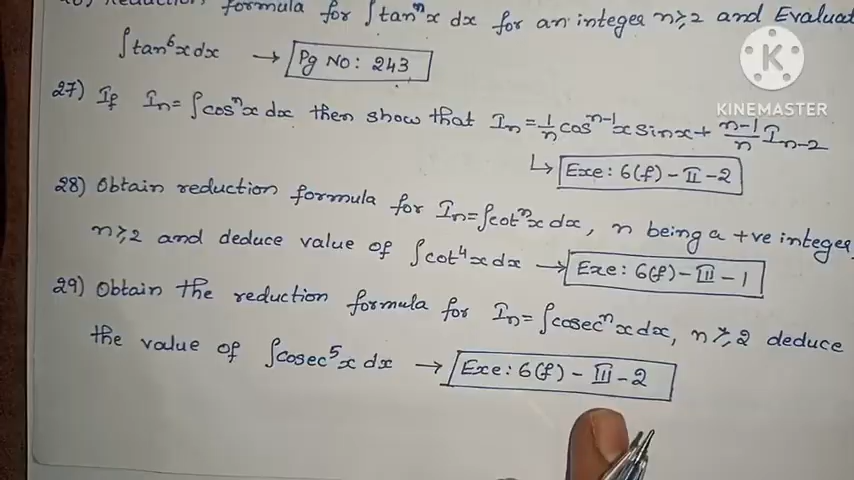 formula for ∫tanⁿx dx for an integer n≥2 and Evaluat
∫tan⁶x dx → Pg No: 243
KINEMASTER
27) If Iₙ = ∫cosⁿx dx then show that Iₙ = 1/n cosⁿ⁻¹x sinx + n-1/n Iₙ₋₂
↳ Exe: 6(f) - II - 2
28) Obtain reduction formula for Iₙ = ∫cotⁿx dx, n being a +ve integer,
n≥2 and deduce value of ∫cot⁴x dx → Exe: 6(f) - III - 1
29) Obtain the reduction formula for Iₙ = ∫cosecⁿx dx, n≥2 deduce
the value of ∫cosec⁵x dx → Exe: 6(f) - III - 2